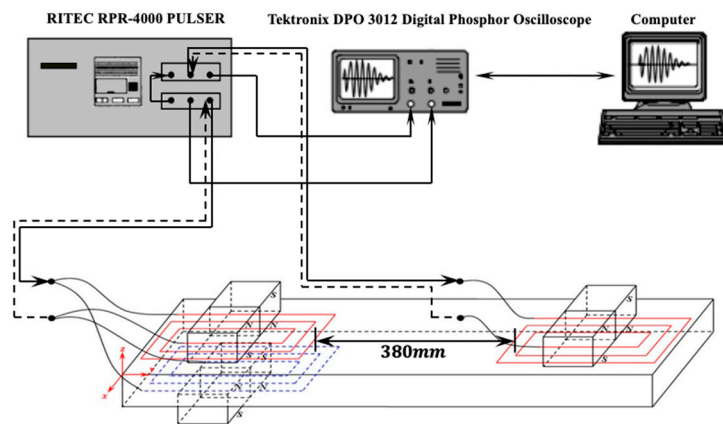 RITEC RPR-4000 PULSER
Tektronix DPO 3012 Digital Phosphor Oscilloscope
Computer
S
S
N
N
N
N
S
S
380mm
z
x
N
S